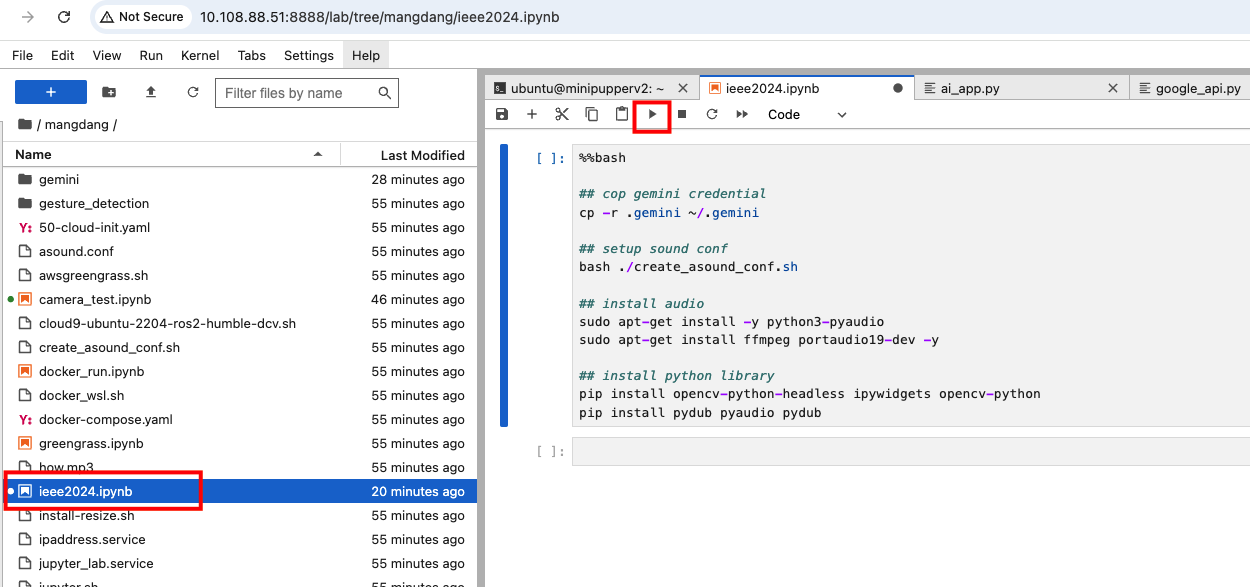 Not Secure 10.108.88.51:8888/lab/tree/mangdang/ieee2024.ipynb
File Edit View Run Kernel Tabs Settings Help
+
Filter files by name
/ mangdang /
Name Last Modified
gemini 28 minutes ago
gesture_detection 55 minutes ago
Y: 50-cloud-init.yaml 55 minutes ago
asound.conf 55 minutes ago
awsgreengrass.sh 55 minutes ago
camera_test.ipynb 46 minutes ago
cloud9-ubuntu-2204-ros2-humble-dcv.sh 55 minutes ago
create_asound_conf.sh 55 minutes ago
docker_run.ipynb 55 minutes ago
docker_wsl.sh 55 minutes ago
Y: docker-compose.yaml 55 minutes ago
greengrass.ipynb 55 minutes ago
how.mp3 55 minutes ago
ieee2024.ipynb 20 minutes ago
install-resize.sh 55 minutes ago
ipaddress.service 55 minutes ago
jupyter_lab.service 55 minutes ago
jupyter.sh 55 minutes ago
ubuntu@minipupperv2: ~ ieee2024.ipynb ai_app.py google_api.py
Code
[ ]: %%bash
## cop gemini credential
cp -r .gemini ~/.gemini
## setup sound conf
bash ./create_asound_conf.sh
## install audio
sudo apt-get install -y python3-pyaudio
sudo apt-get install ffmpeg portaudio19-dev -y
## install python library
pip install opencv-python-headless ipywidgets opencv-python
pip install pydub pyaudio pydub
[ ]: